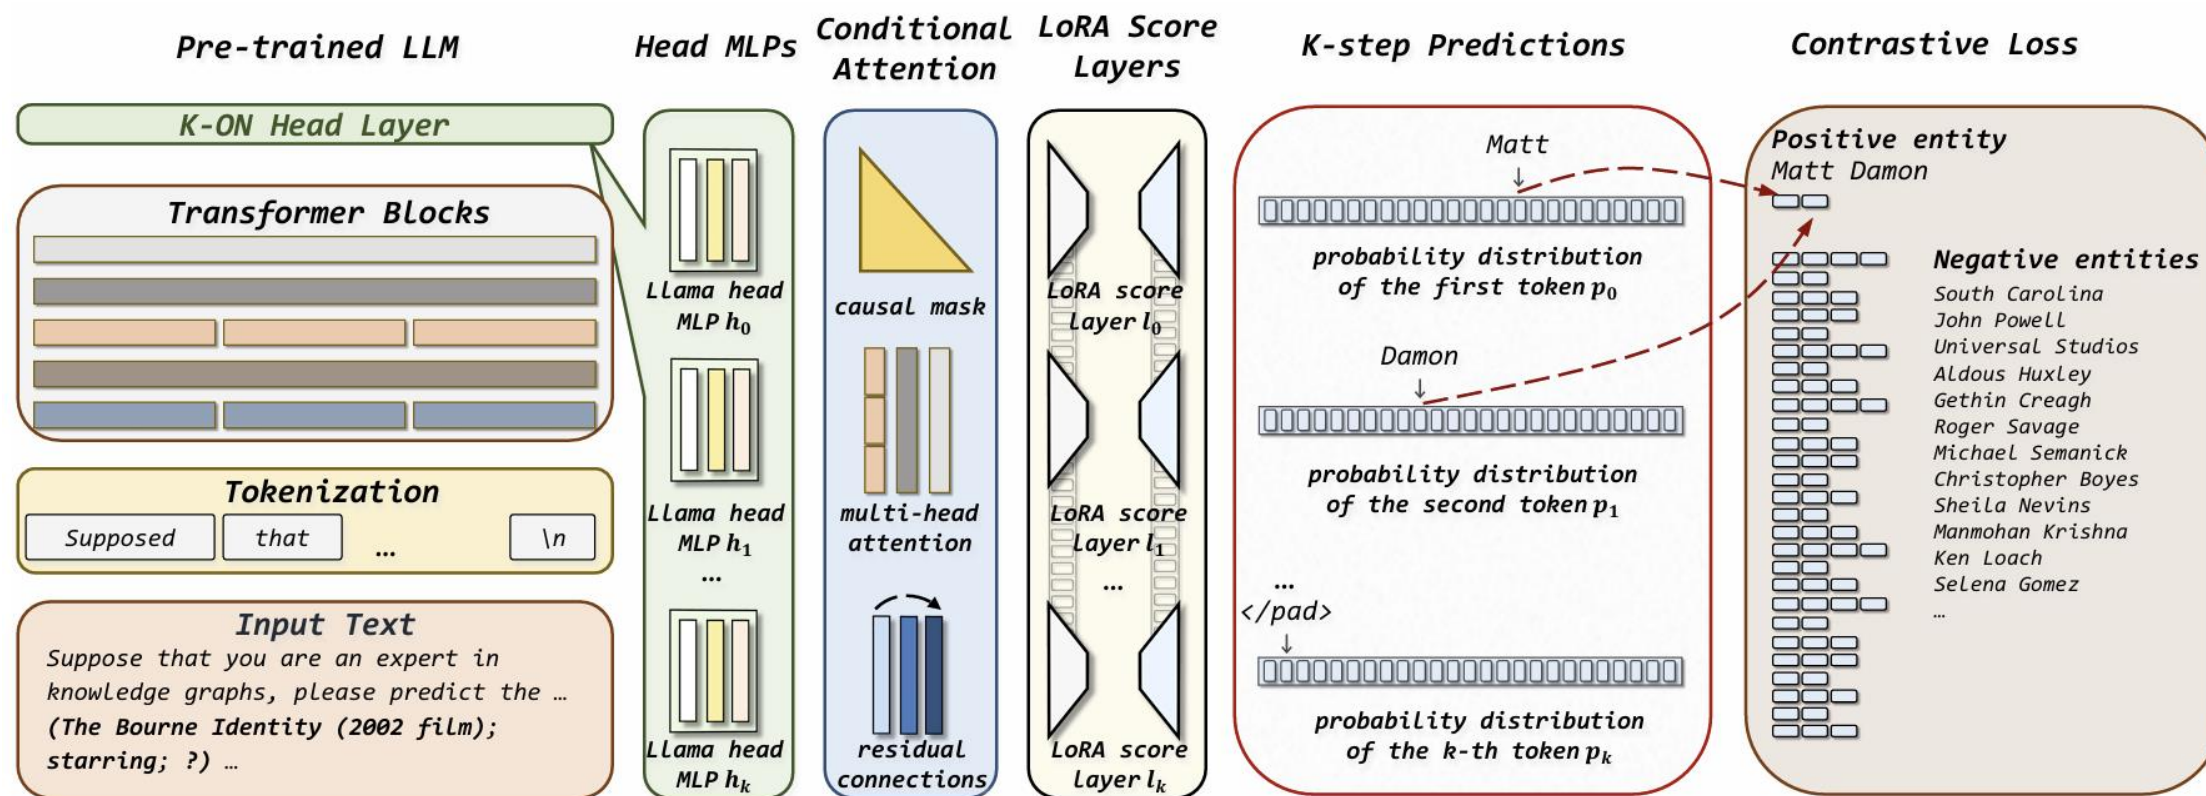 Pre-trained LLM
K-ON Head Layer
Transformer Blocks
Tokenization
Supposed that ... \n
Input Text
Suppose that you are an expert in
knowledge graphs, please predict the …
(The Bourne Identity (2002 film);
starring; ?) …
Head MLPs
Llama head
MLP h₀
Llama head
MLP h₁
...
Llama head
MLP hₖ
Conditional
Attention
causal mask
multi-head
attention
residual
connections
LoRA Score
Layers
LoRA score
Layer l₀
LoRA score
Layer l₁
...
LoRA score
Layer lₖ
K-step Predictions
Matt
↓
probability distribution
of the first token p₀
Damon
↓
probability distribution
of the second token p₁
...
</pad>
↓
probability distribution
of the k-th token pₖ
Contrastive Loss
Positive entity
Matt Damon
Negative entities
South Carolina
John Powell
Universal Studios
Aldous Huxley
Gethin Creagh
Roger Savage
Michael Semanick
Christopher Boyes
Sheila Nevins
Manmohan Krishna
Ken Loach
Selena Gomez
…